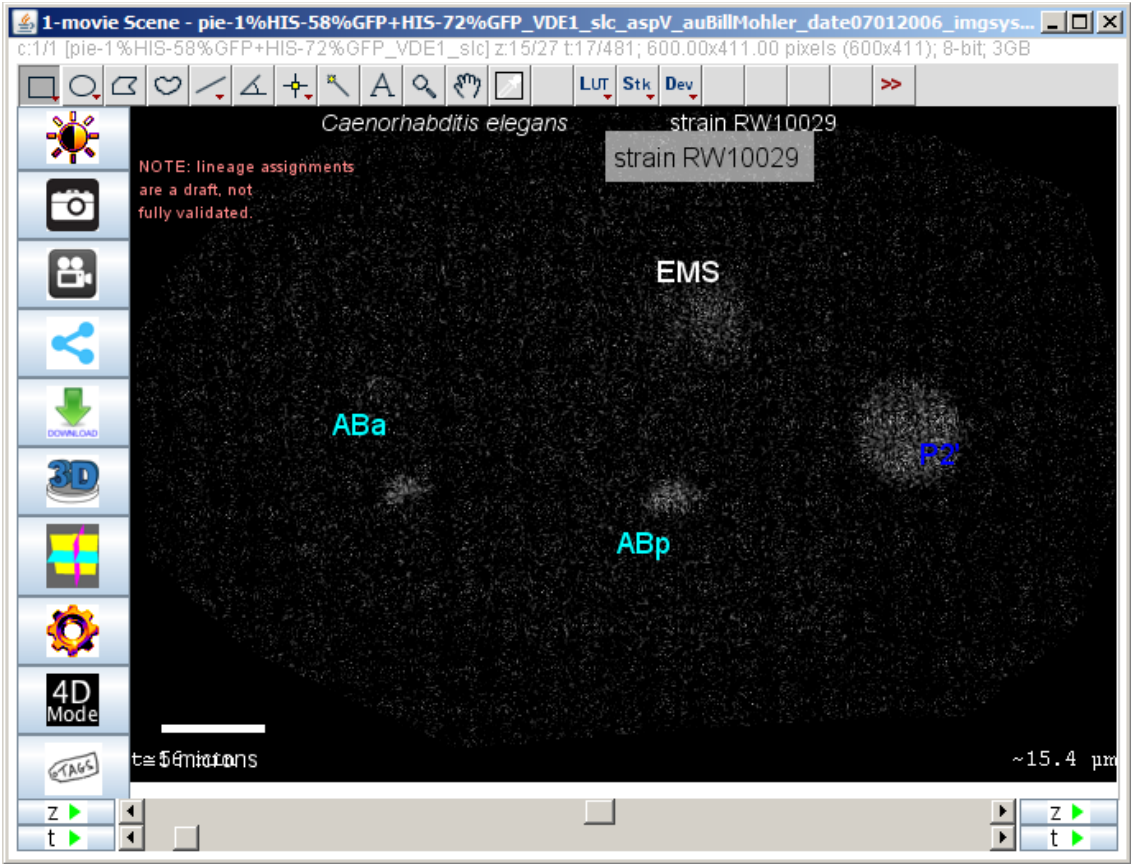 1-movie Scene - pie-1%HIS-58%GFP+HIS-72%GFP_VDE1_slc_aspV_auBillMohler_date07012006_imgsys...
c:1/1 [pie-1%HIS-58%GFP+HIS-72%GFP_VDE1_slc] z:15/27 t:17/481; 600.00x411.00 pixels (600x411); 8-bit; 3GB
A LUT Stk Dev >>
Caenorhabditis elegans strain RW10029
strain RW10029
NOTE: lineage assignments
are a draft, not
fully validated.
EMS
ABa
DOWNLOAD
P2'
3D
ABp
4D
Mode
TAGS
5 microns
~15.4 µm
z z
t t